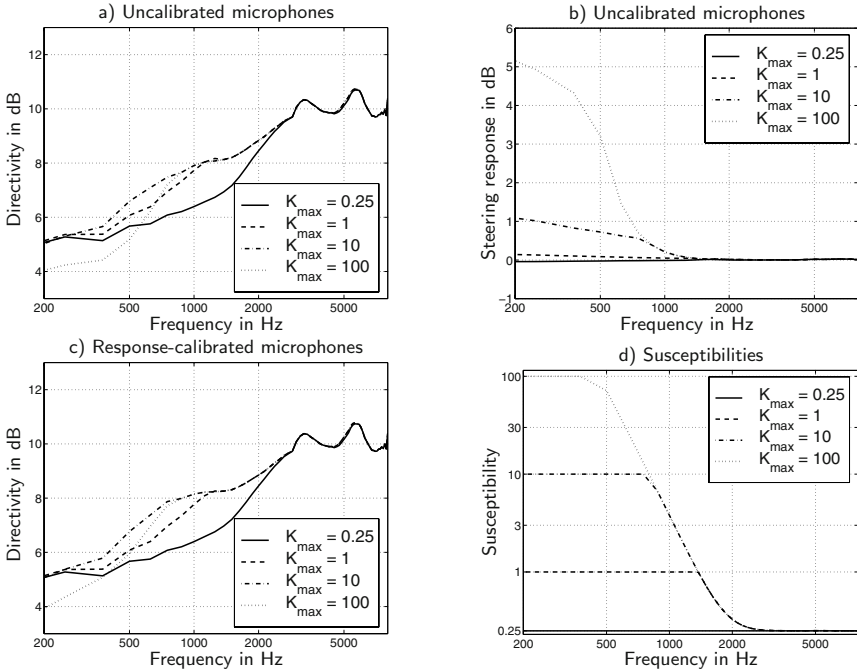 a) Uncalibrated microphones
12
10
8
6
4
Directivity in dB
K_max = 0.25
K_max = 1
K_max = 10
K_max = 100
200 500 1000 2000 5000
Frequency in Hz
b) Uncalibrated microphones
6
5
4
3
2
1
0
−1
Steering response in dB
K_max = 0.25
K_max = 1
K_max = 10
K_max = 100
200 500 1000 2000 5000
Frequency in Hz
c) Response-calibrated microphones
12
10
8
6
4
Directivity in dB
K_max = 0.25
K_max = 1
K_max = 10
K_max = 100
200 500 1000 2000 5000
Frequency in Hz
d) Susceptibilities
100
30
10
3
1
0.25
Susceptibility
K_max = 0.25
K_max = 1
K_max = 10
K_max = 100
200 500 1000 2000 5000
Frequency in Hz